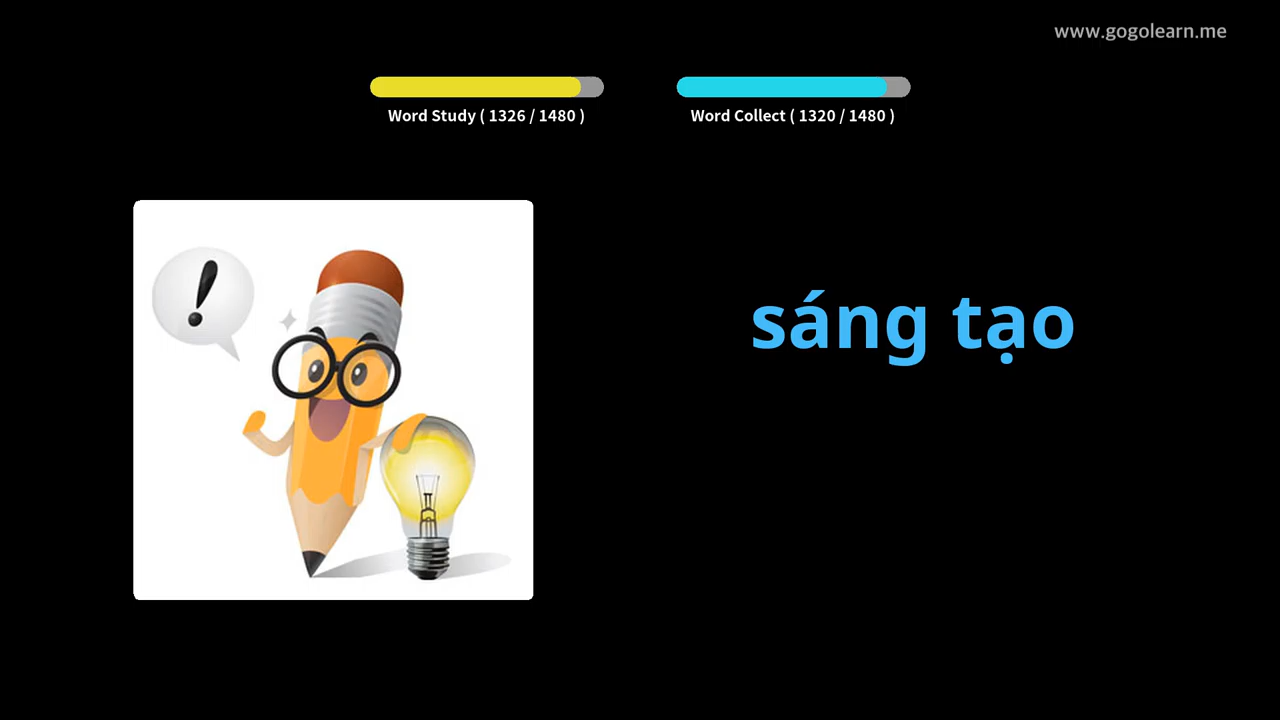 www.gogolearn.me
Word Study ( 1326 / 1480 )
Word Collect ( 1320 / 1480 )
!
sáng tạo